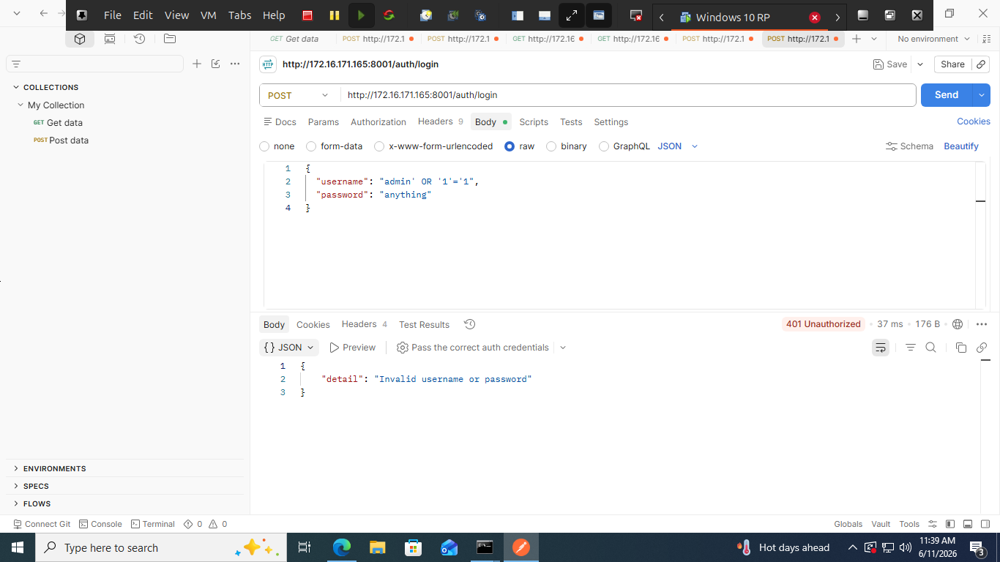 File Edit View VM Tabs Help
Windows 10 RP
GET Get data
POST http://172.1
POST http://172.1
GET http://172.16
GET http://172.16
POST http://172.1
POST http://172.1
No environment
HTTP http://172.16.171.165:8001/auth/login
Save
Share
COLLECTIONS
My Collection
GET Get data
POST Post data
POST http://172.16.171.165:8001/auth/login
Send
Docs Params Authorization Headers 9 Body Scripts Tests Settings
Cookies
none form-data x-www-form-urlencoded raw binary GraphQL JSON
Schema Beautify
1 {
2 "username": "admin' OR '1'='1",
3 "password": "anything"
4 }
Body Cookies Headers 4 Test Results
401 Unauthorized • 37 ms • 176 B
{} JSON Preview Pass the correct auth credentials
1 {
2 "detail": "Invalid username or password"
3 }
ENVIRONMENTS
SPECS
FLOWS
Connect Git Console Terminal 0 0
Globals Vault Tools
Type here to search
Hot days ahead
11:39 AM
6/11/2026
3